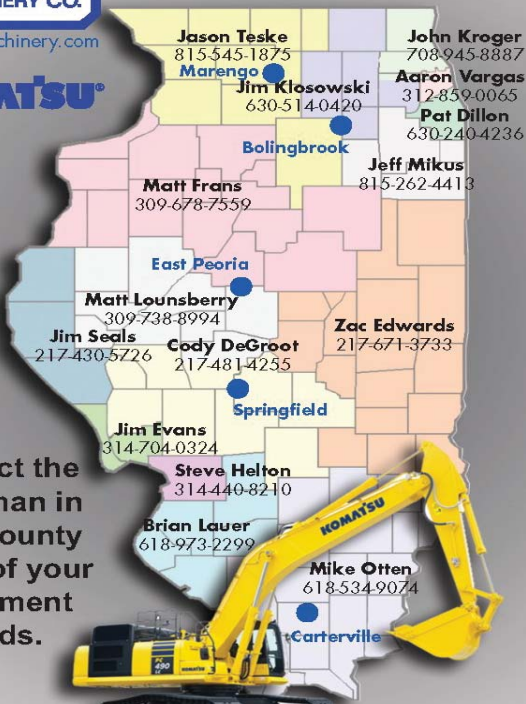 NERY CO.
chinery.com
ATSU®
Jason Teske
815-545-1875
Marengo
Jim Klosowski
630-514-0420
Bolingbrook
John Kroger
708-945-8887
Aaron Vargas
312-859-0065
Pat Dillon
630-240-4236
Jeff Mikus
815-262-4413
Matt Frans
309-678-7559
East Peoria
Matt Lounsberry
309-738-8994
Jim Seals
217-430-5726
Cody DeGroot
217-481-4255
Zac Edwards
217-671-3733
Springfield
Jim Evans
314-704-0324
Steve Helton
314-440-8210
Brian Lauer
618-973-2299
Mike Otten
618-534-9074
Carterville
ct the
nan in
ounty
of your
ment
ds.
KOMATSU
PC
490
LC